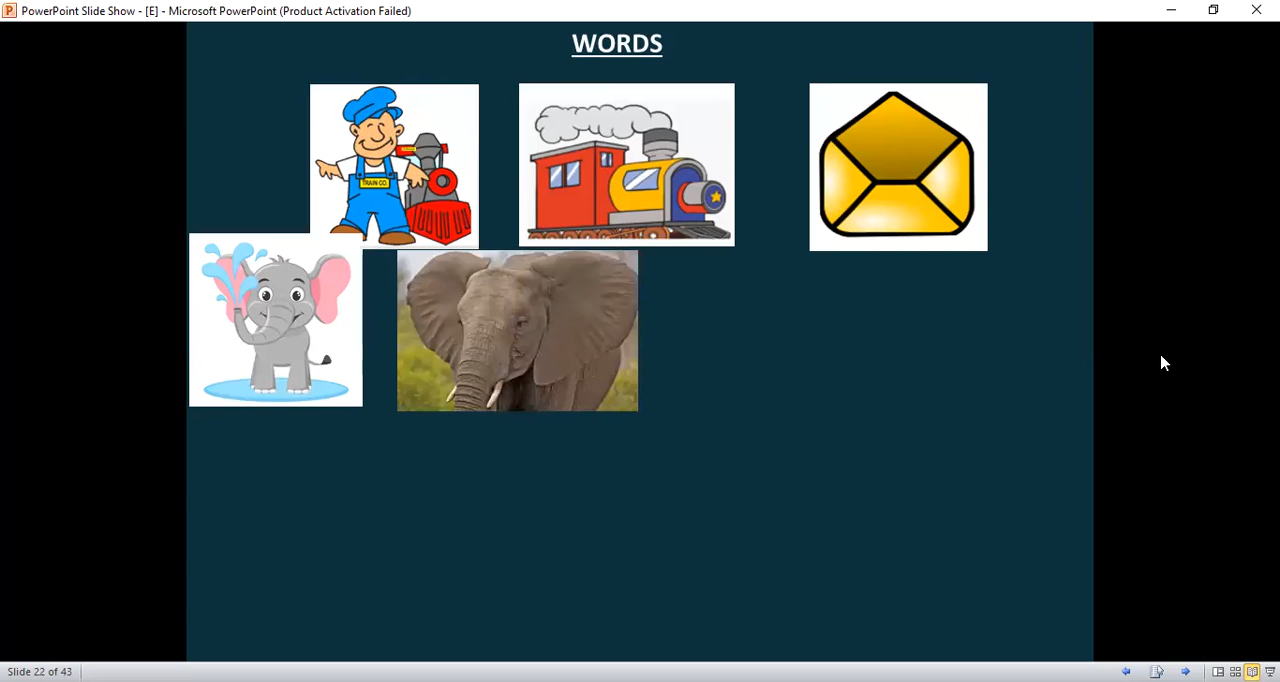 PowerPoint Slide Show - [E] - Microsoft PowerPoint (Product Activation Failed)
WORDS
TRAIN CO.
Slide 22 of 43